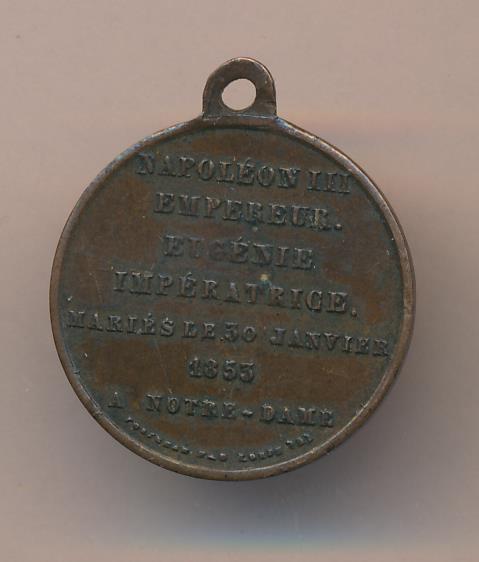 NAPOLÉON III
EMPEREUR.
EUGÉNIE
IMPÉRATRICE.
MARIÉS LE 30 JANVIER
1853
A NOTRE-DAME